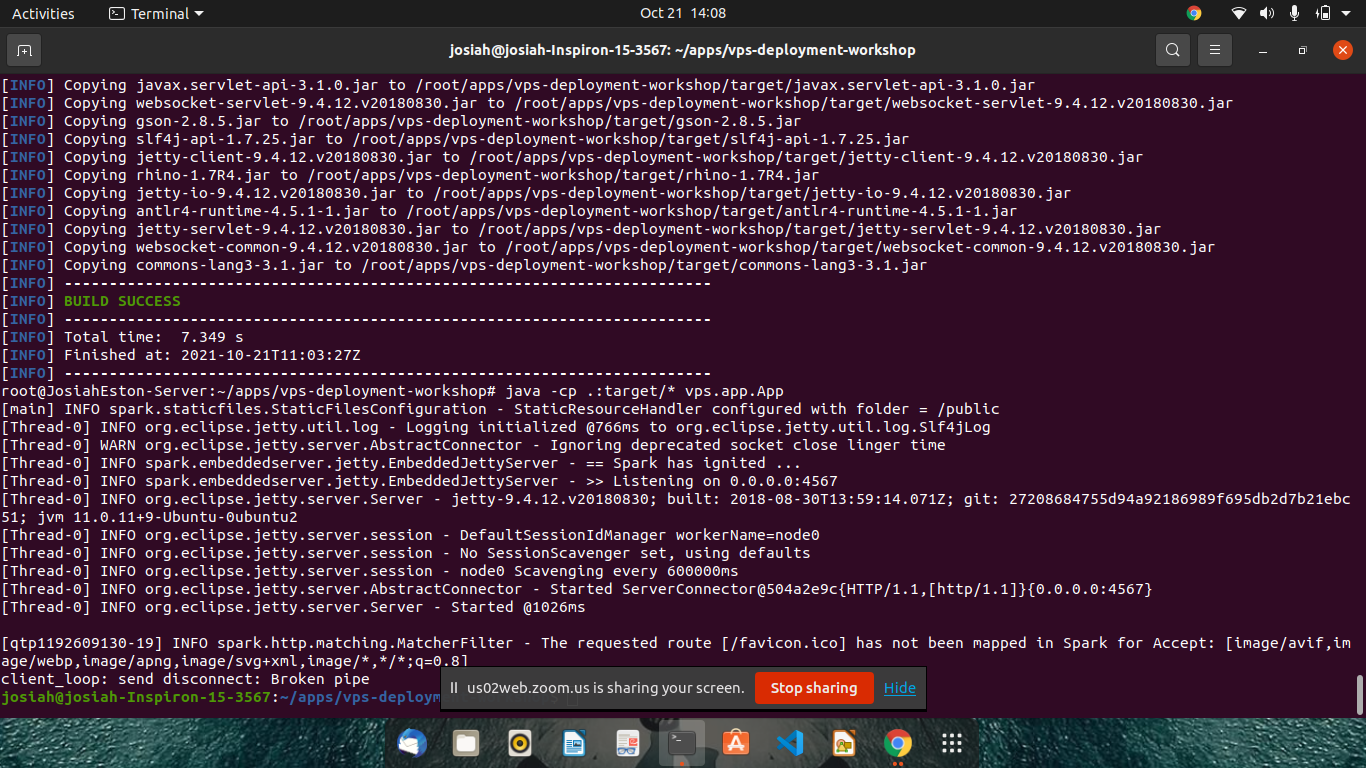 Activities
Terminal
Oct 21 14:08
josiah@josiah-Inspiron-15-3567: ~/apps/vps-deployment-workshop
[INFO] Copying javax.servlet-api-3.1.0.jar to /root/apps/vps-deployment-workshop/target/javax.servlet-api-3.1.0.jar
[INFO] Copying websocket-servlet-9.4.12.v20180830.jar to /root/apps/vps-deployment-workshop/target/websocket-servlet-9.4.12.v20180830.jar
[INFO] Copying gson-2.8.5.jar to /root/apps/vps-deployment-workshop/target/gson-2.8.5.jar
[INFO] Copying slf4j-api-1.7.25.jar to /root/apps/vps-deployment-workshop/target/slf4j-api-1.7.25.jar
[INFO] Copying jetty-client-9.4.12.v20180830.jar to /root/apps/vps-deployment-workshop/target/jetty-client-9.4.12.v20180830.jar
[INFO] Copying rhino-1.7R4.jar to /root/apps/vps-deployment-workshop/target/rhino-1.7R4.jar
[INFO] Copying jetty-io-9.4.12.v20180830.jar to /root/apps/vps-deployment-workshop/target/jetty-io-9.4.12.v20180830.jar
[INFO] Copying antlr4-runtime-4.5.1-1.jar to /root/apps/vps-deployment-workshop/target/antlr4-runtime-4.5.1-1.jar
[INFO] Copying jetty-servlet-9.4.12.v20180830.jar to /root/apps/vps-deployment-workshop/target/jetty-servlet-9.4.12.v20180830.jar
[INFO] Copying websocket-common-9.4.12.v20180830.jar to /root/apps/vps-deployment-workshop/target/websocket-common-9.4.12.v20180830.jar
[INFO] Copying commons-lang3-3.1.jar to /root/apps/vps-deployment-workshop/target/commons-lang3-3.1.jar
[INFO] ------------------------------------------------------------------------
[INFO] BUILD SUCCESS
[INFO] ------------------------------------------------------------------------
[INFO] Total time:  7.349 s
[INFO] Finished at: 2021-10-21T11:03:27Z
[INFO] ------------------------------------------------------------------------
root@JosiahEston-Server:~/apps/vps-deployment-workshop# java -cp .:target/* vps.app.App
[main] INFO spark.staticfiles.StaticFilesConfiguration - StaticResourceHandler configured with folder = /public
[Thread-0] INFO org.eclipse.jetty.util.log - Logging initialized @766ms to org.eclipse.jetty.util.log.Slf4jLog
[Thread-0] WARN org.eclipse.jetty.server.AbstractConnector - Ignoring deprecated socket close linger time
[Thread-0] INFO spark.embeddedserver.jetty.EmbeddedJettyServer - == Spark has ignited ...
[Thread-0] INFO spark.embeddedserver.jetty.EmbeddedJettyServer - >> Listening on 0.0.0.0:4567
[Thread-0] INFO org.eclipse.jetty.server.Server - jetty-9.4.12.v20180830; built: 2018-08-30T13:59:14.071Z; git: 27208684755d94a92186989f695db2d7b21ebc
51; jvm 11.0.11+9-Ubuntu-0ubuntu2
[Thread-0] INFO org.eclipse.jetty.server.session - DefaultSessionIdManager workerName=node0
[Thread-0] INFO org.eclipse.jetty.server.session - No SessionScavenger set, using defaults
[Thread-0] INFO org.eclipse.jetty.server.session - node0 Scavenging every 600000ms
[Thread-0] INFO org.eclipse.jetty.server.AbstractConnector - Started ServerConnector@504a2e9c{HTTP/1.1,[http/1.1]}{0.0.0.0:4567}
[Thread-0] INFO org.eclipse.jetty.server.Server - Started @1026ms
[qtp1192609130-19] INFO spark.http.matching.MatcherFilter - The requested route [/favicon.ico] has not been mapped in Spark for Accept: [image/avif,im
age/webp,image/apng,image/svg+xml,image/*,*/*;q=0.8]
client_loop: send disconnect: Broken pipe
josiah@josiah-Inspiron-15-3567:~/apps/vps-deploym
us02web.zoom.us is sharing your screen.
Stop sharing
Hide